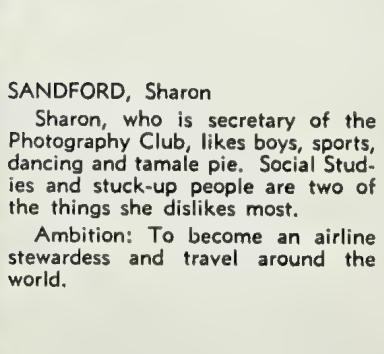 SANDFORD, Sharon
Sharon, who is secretary of the
Photography Club, likes boys, sports,
dancing and tamale pie. Social Stud-
ies and stuck-up people are two of
the things she dislikes most.
Ambition: To become an airline
stewardess and travel around the
world.